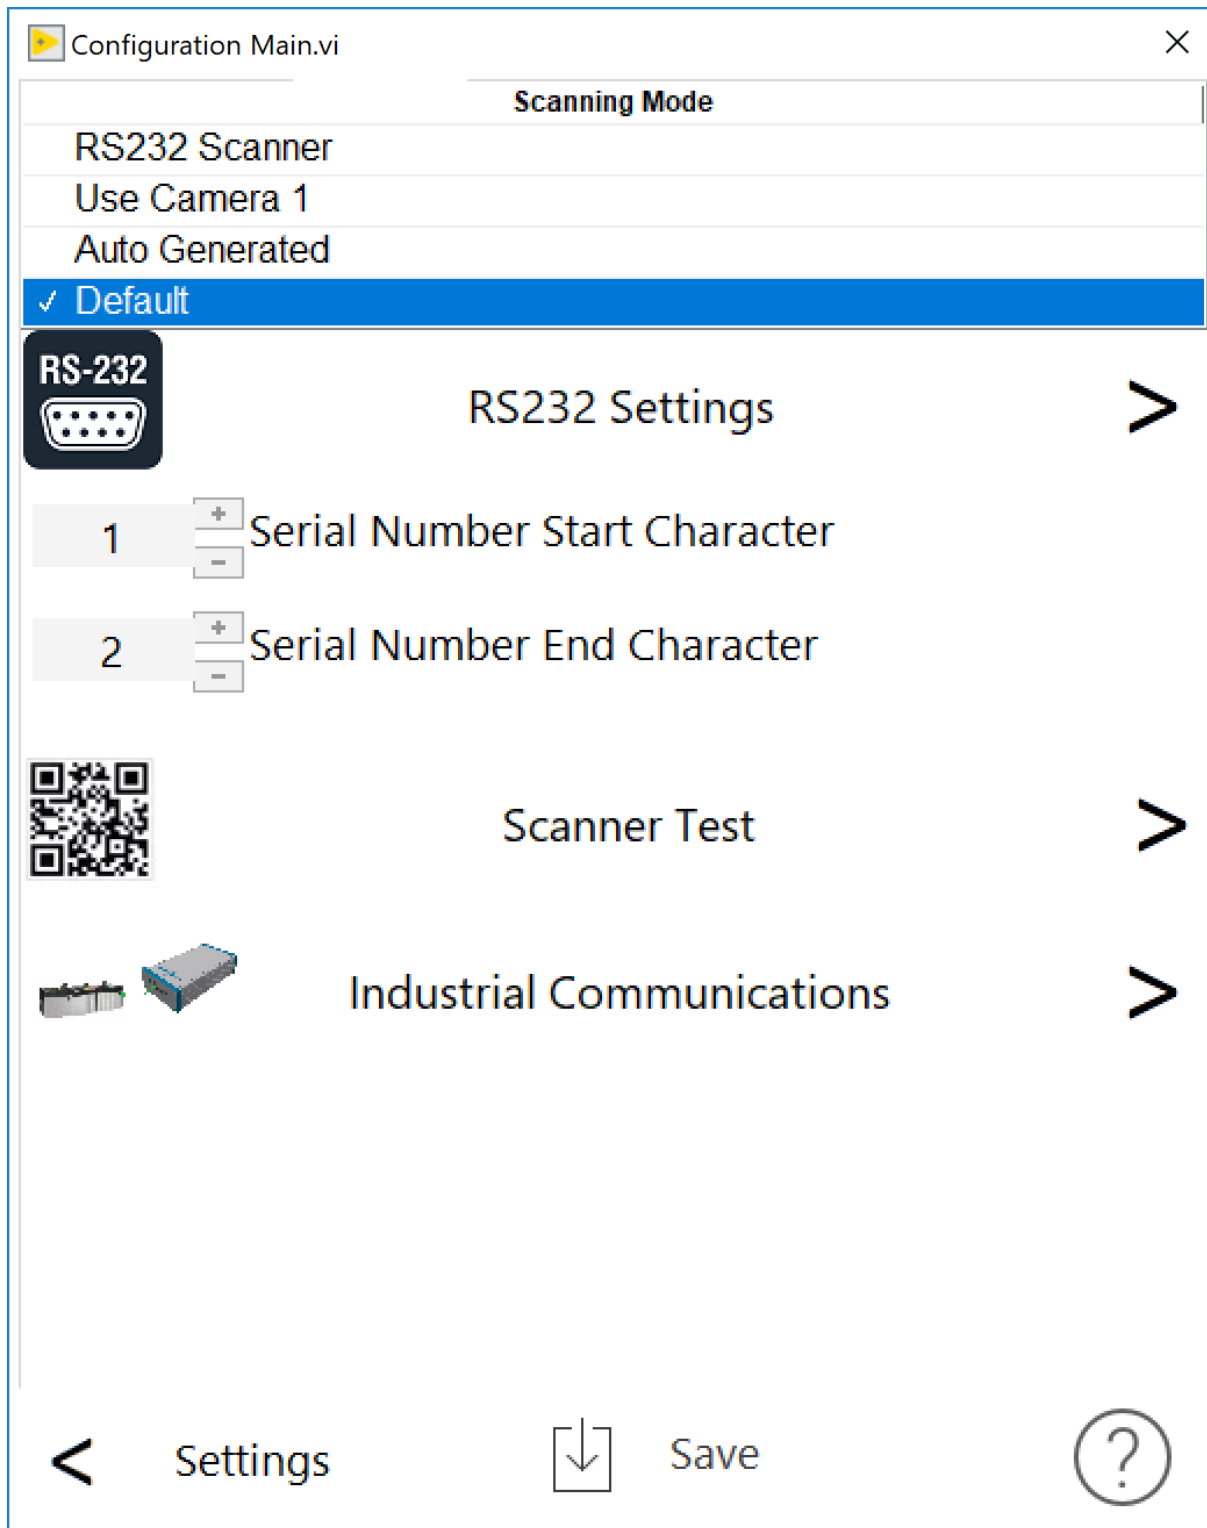 Configuration Main.vi
Scanning Mode
RS232 Scanner
Use Camera 1
Auto Generated
✓ Default
RS-232
RS232 Settings >
1 + - Serial Number Start Character
2 + - Serial Number End Character
Scanner Test >
Industrial Communications >
< Settings Save ?